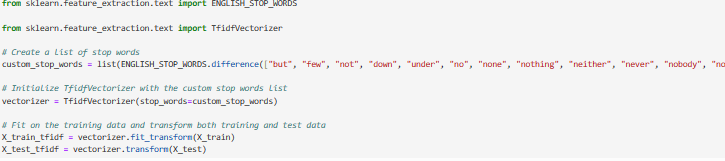 from sklearn.feature_extraction.text import ENGLISH_STOP_WORDS
from sklearn.feature_extraction.text import TfidfVectorizer
# Create a list of stop words
custom_stop_words = list(ENGLISH_STOP_WORDS.difference(["but", "few", "not", "down", "under", "no", "none", "nothing", "neither", "never", "nobody", "no
# Initialize TfidfVectorizer with the custom stop words list
vectorizer = TfidfVectorizer(stop_words=custom_stop_words)
# Fit on the training data and transform both training and test data
X_train_tfidf = vectorizer.fit_transform(X_train)
X_test_tfidf = vectorizer.transform(X_test)